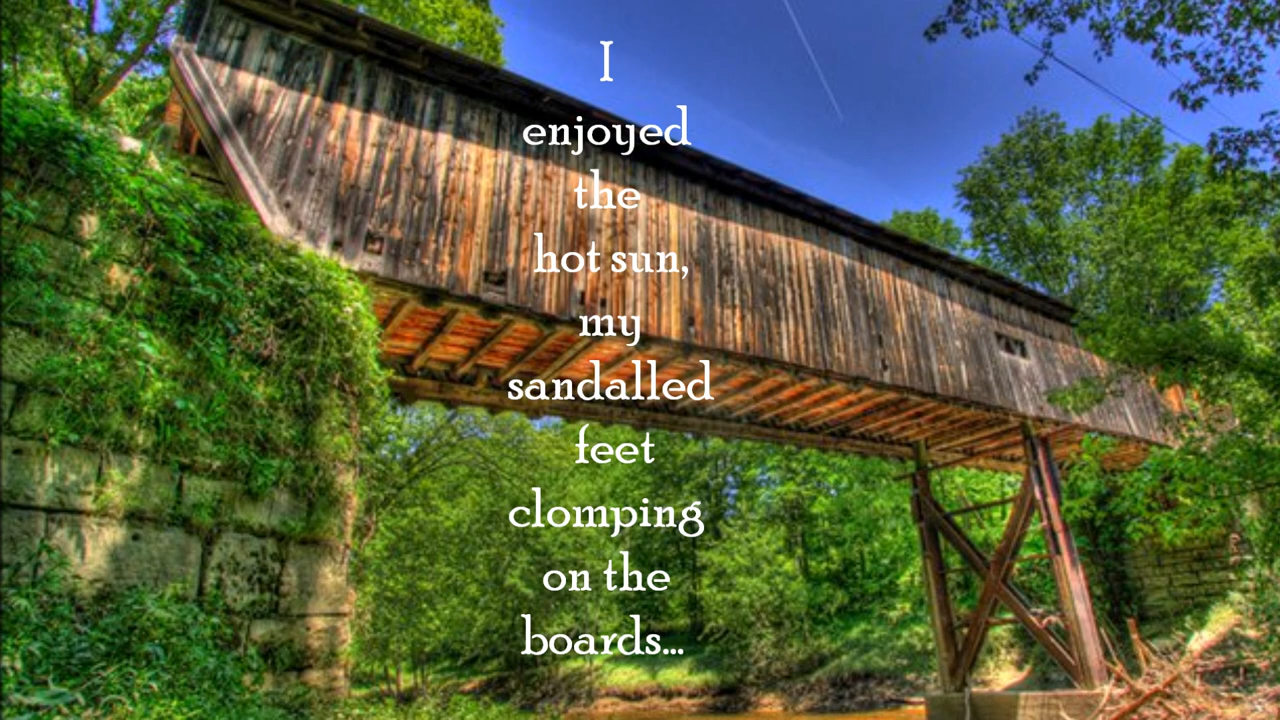 I
enjoyed
the
hot sun,
my
sandalled
feet
clomping
on the
boards...